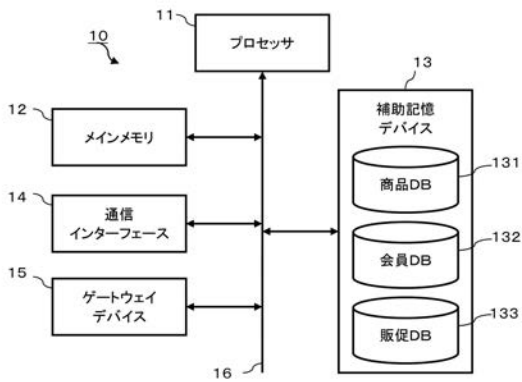 11
プロセッサ
10
13
12
メインメモリ
補助記憶
デバイス
商品DB
131
14
通信
インターフェース
会員DB
132
15
ゲートウェイ
デバイス
販促DB
133
16